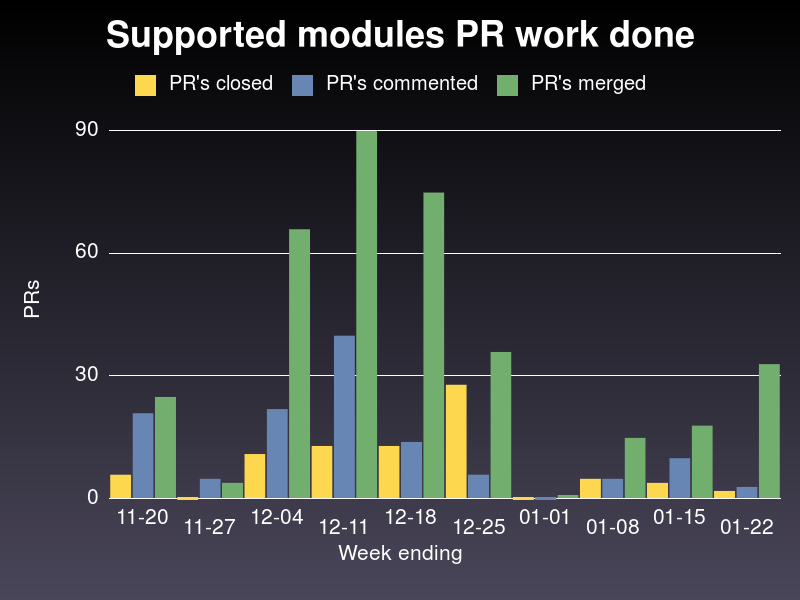 Supported modules PR work done
PR's closed PR's commented PR's merged
90
60
30
0
PRs
11-20 11-27 12-04 12-11 12-18 12-25 01-01 01-08 01-15 01-22
Week ending